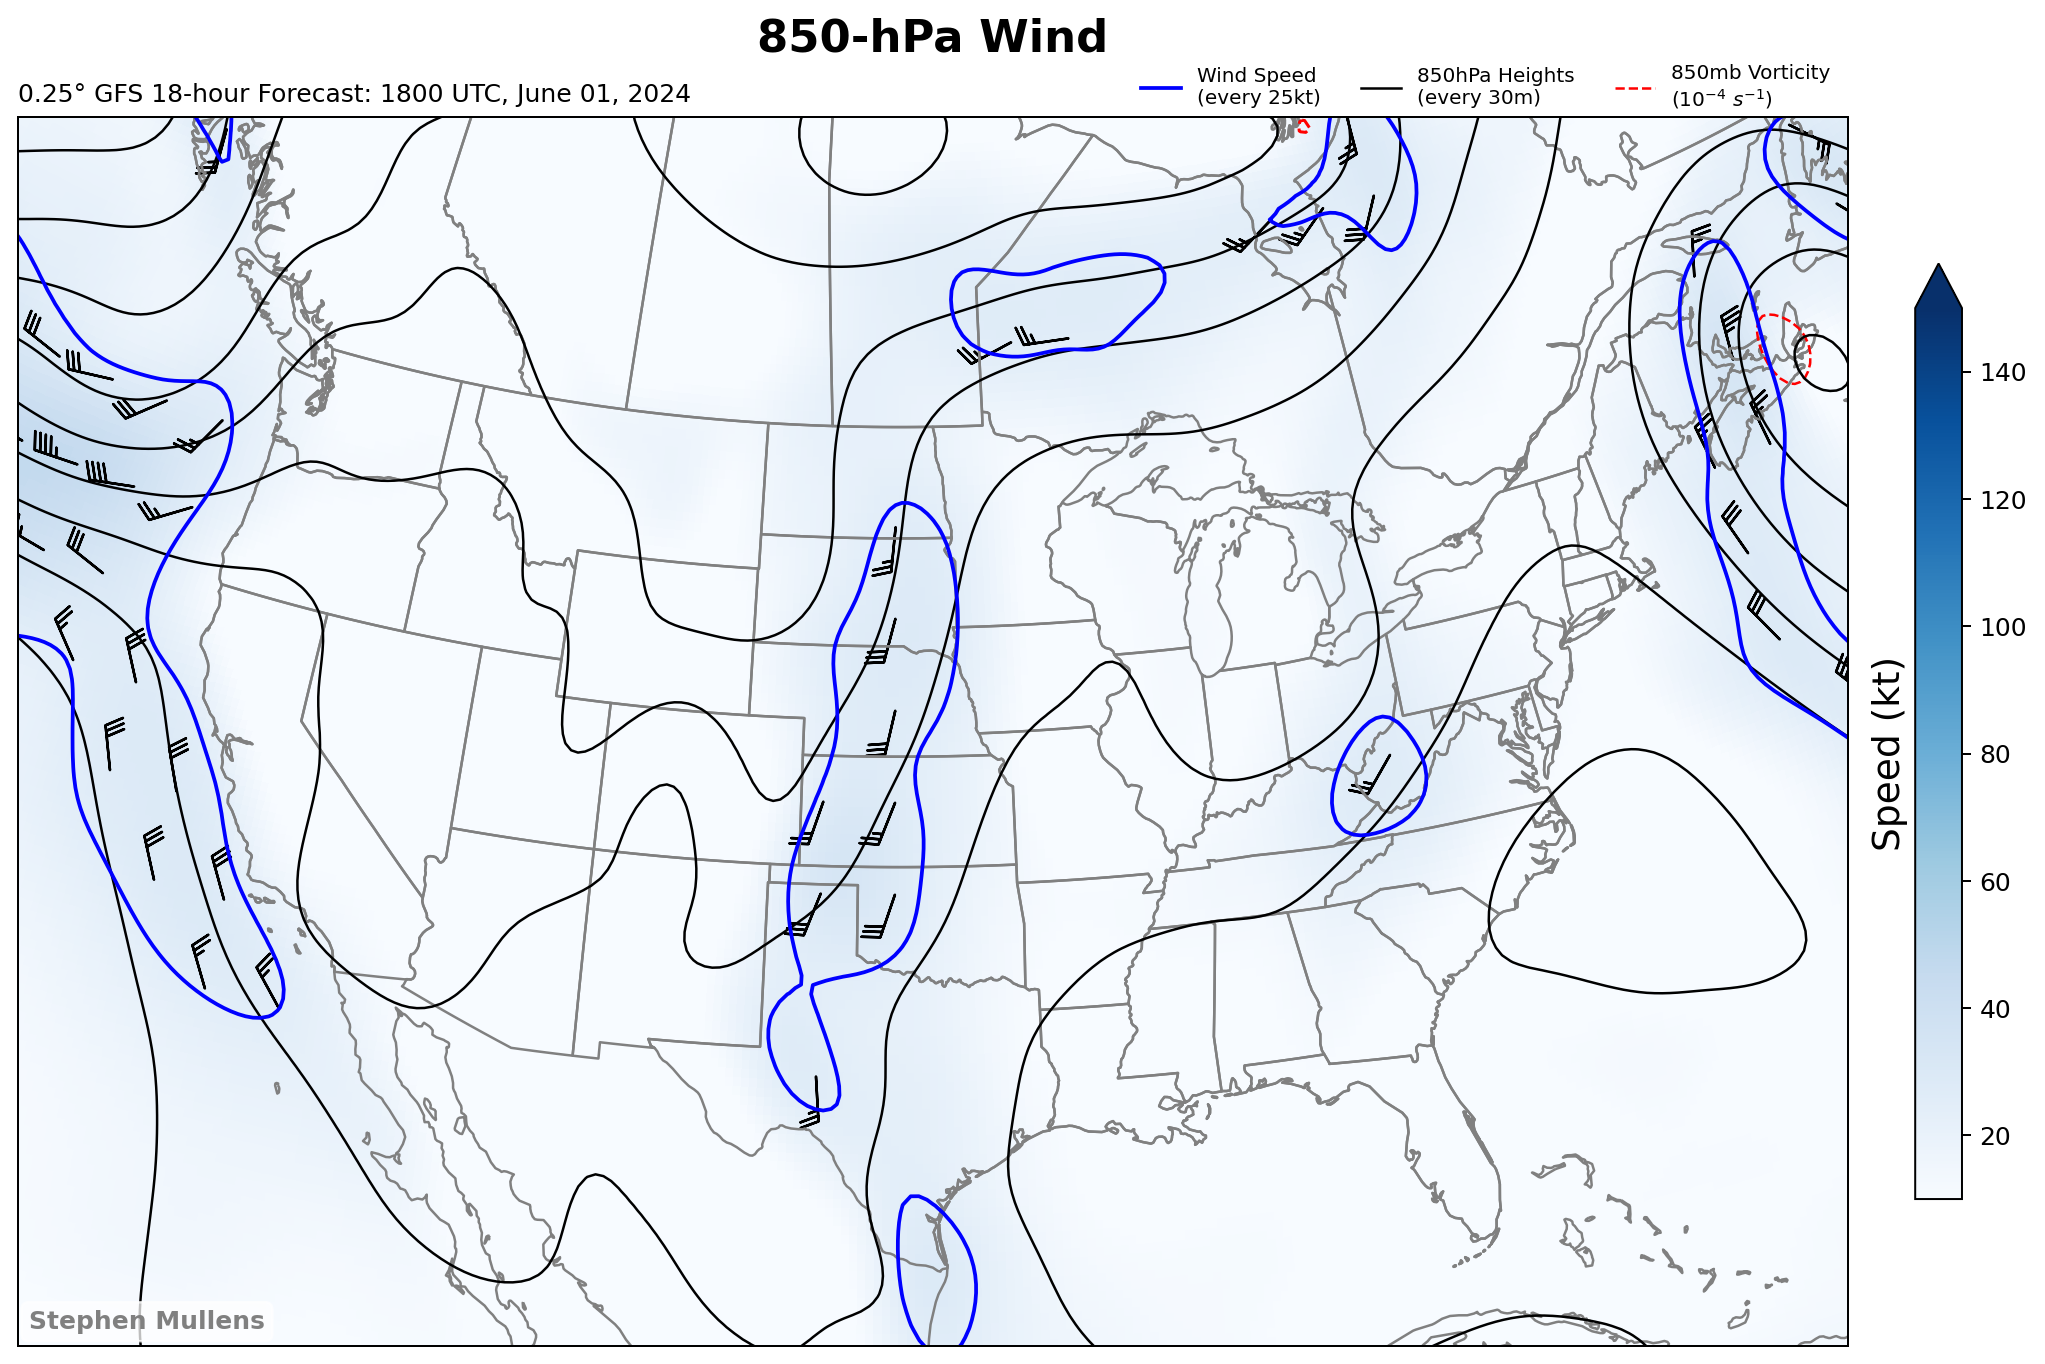 850-hPa Wind
0.25° GFS 18-hour Forecast: 1800 UTC, June 01, 2024
Wind Speed
(every 25kt)
850hPa Heights
(every 30m)
850mb Vorticity
(10⁻⁴ s⁻¹)
140
120
100
80
60
40
20
Speed (kt)
Stephen Mullens